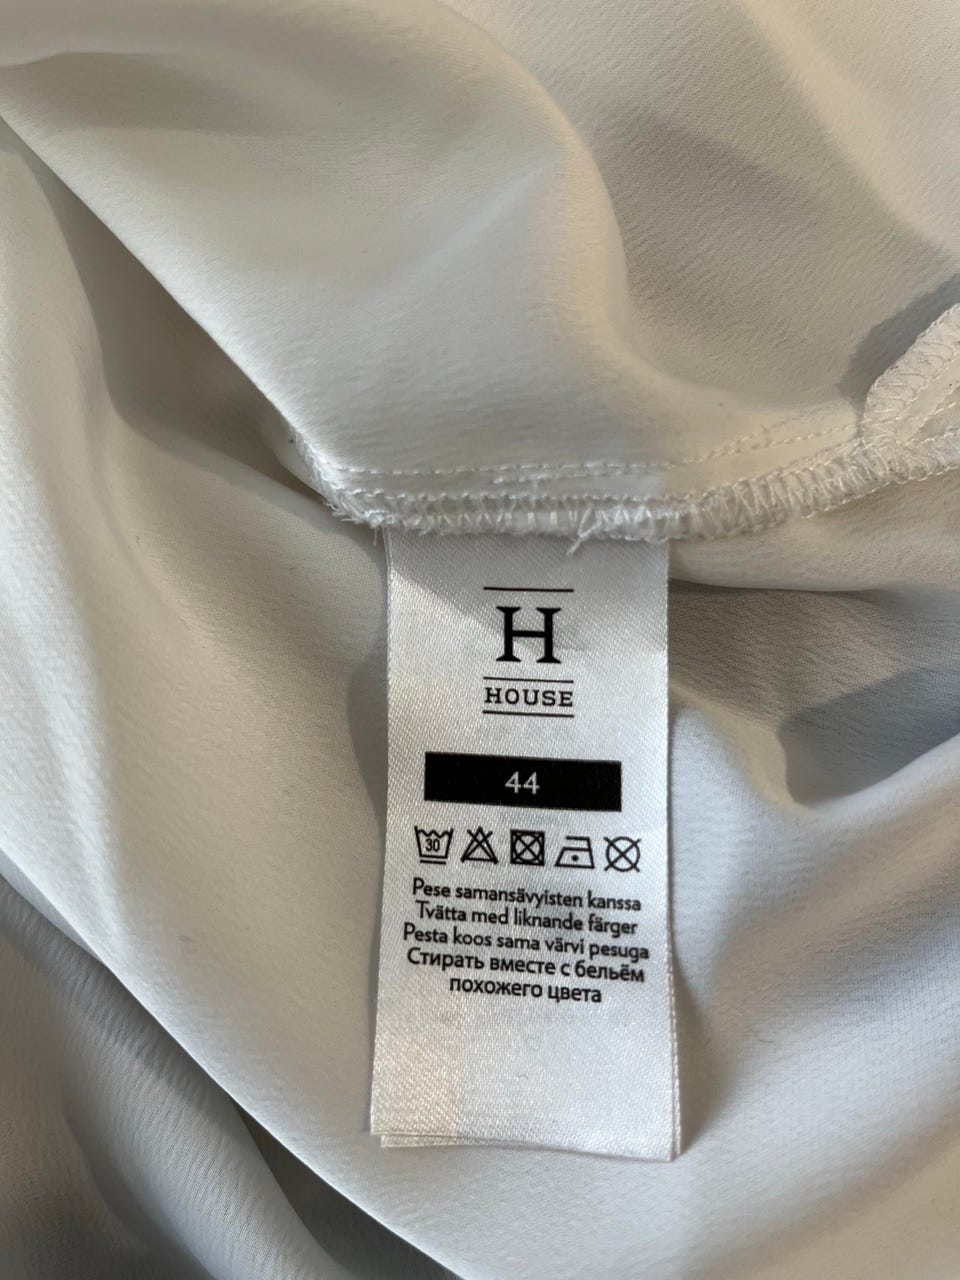 H
HOUSE
44
30
Pese samansävyisten kanssa
Tvätta med liknande färger
Pesta koos sama värvi pesuga
Стирать вместе с бельём
похожего цвета